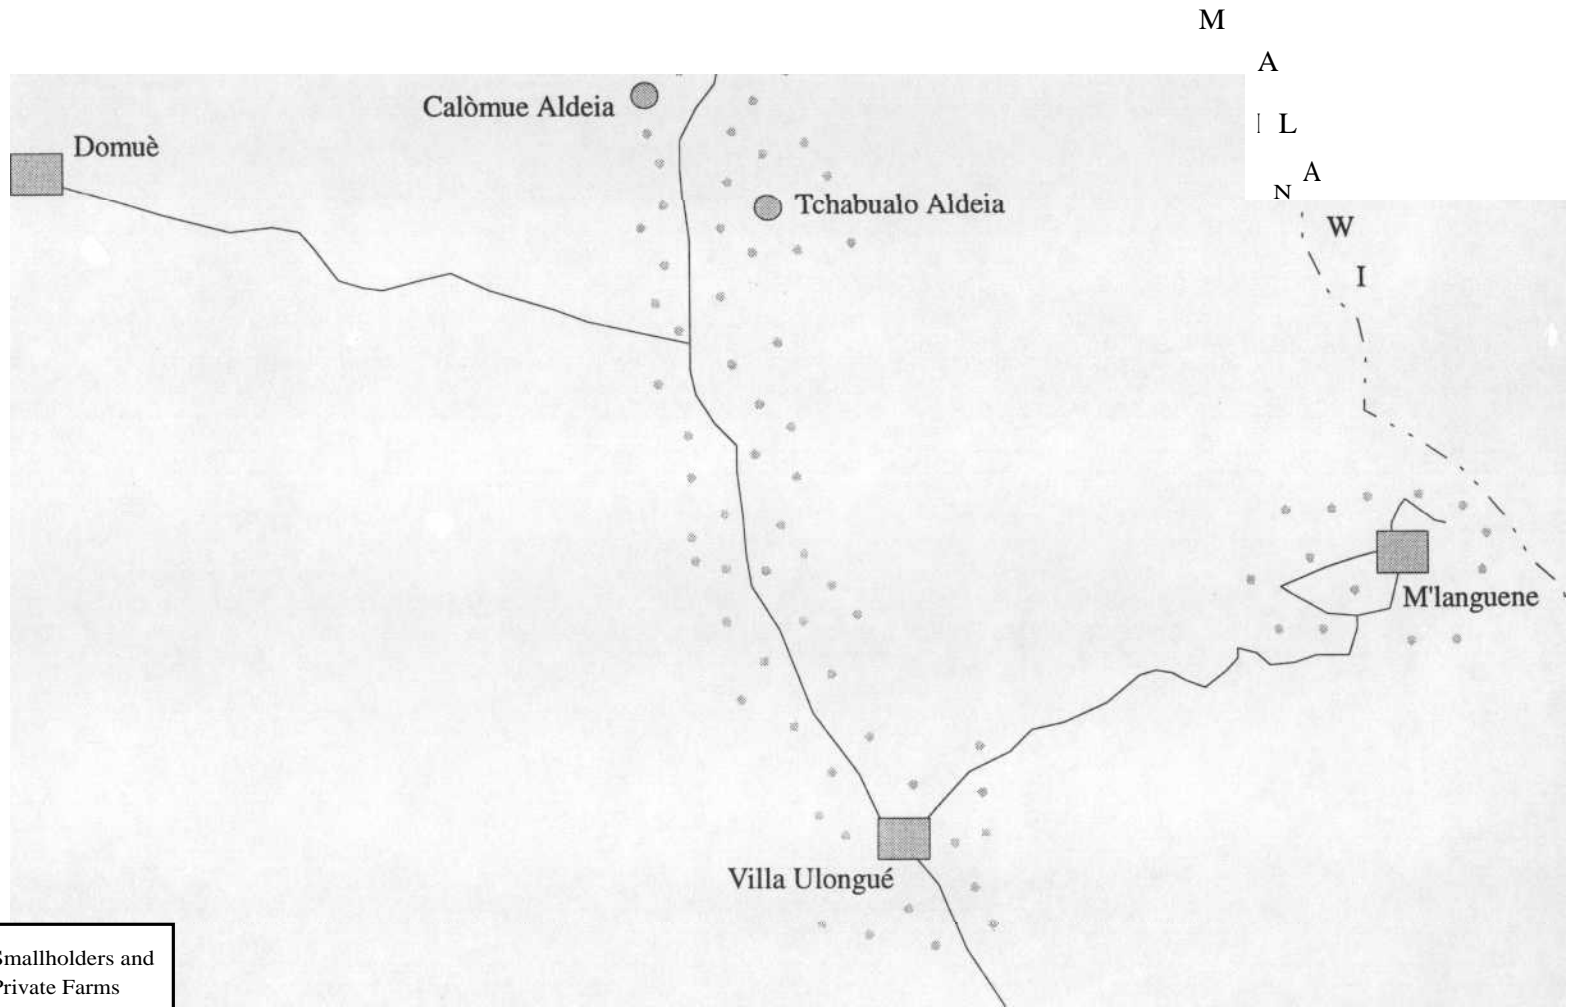 M
A
L
A
N
W
I
Calòmue Aldeia
Domuè
Tchabualo Aldeia
M'languene
Villa Ulongué
Smallholders and
Private Farms